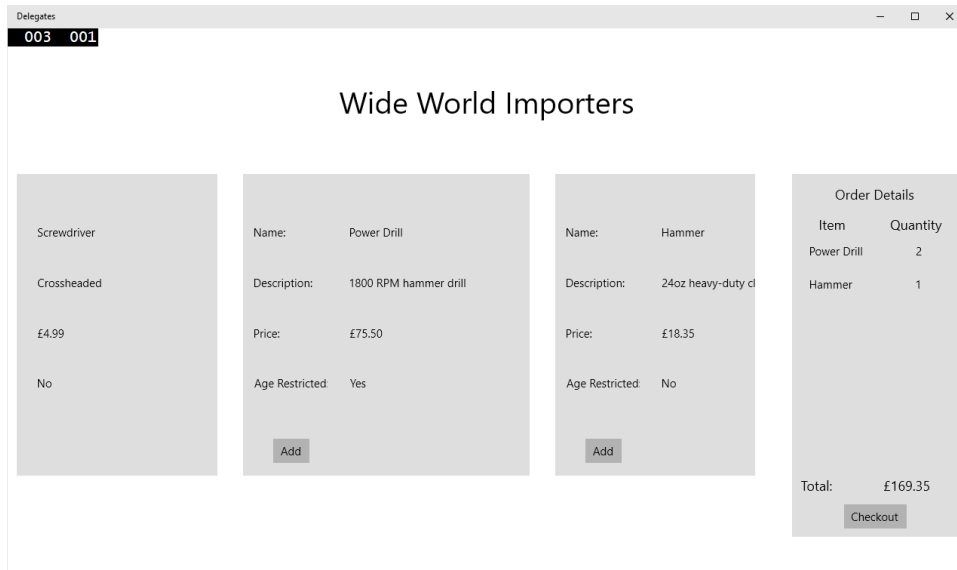 Delegates
003 001
Wide World Importers
Screwdriver
Crossheaded
£4.99
No
Name: Power Drill
Description: 1800 RPM hammer drill
Price: £75.50
Age Restricted: Yes
Add
Name: Hammer
Description: 24oz heavy-duty cl
Price: £18.35
Age Restricted: No
Add
Order Details
Item Quantity
Power Drill 2
Hammer 1
Total: £169.35
Checkout